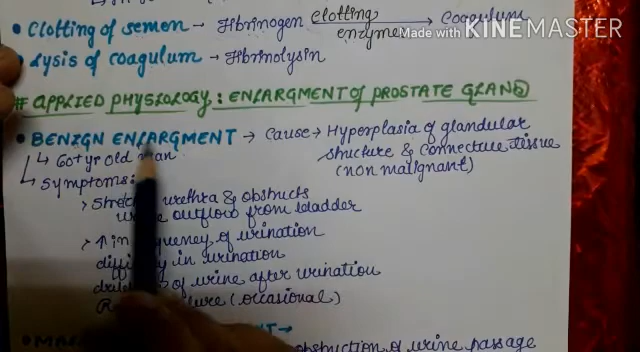 • Clotting of semen → Fibrinogen clotting enzyme → Coagulum
Made with KINEMASTER
• Lysis of coagulum → Fibrinolysin
# APPLIED PHYSIOLOGY : ENLARGMENT OF PROSTATE GLAND
• BENIGN ENLARGMENT → Cause → Hyperplasia of glandular
structure & connective tissue
(non malignant)
↳ 60+ yr old man
↳ Symptoms:
> urethra & obstructs
outflow from bladder
> ↑ in frequency of urination
difficulty in urination
of urine after urination
(occasional)
obstruction of urine passage